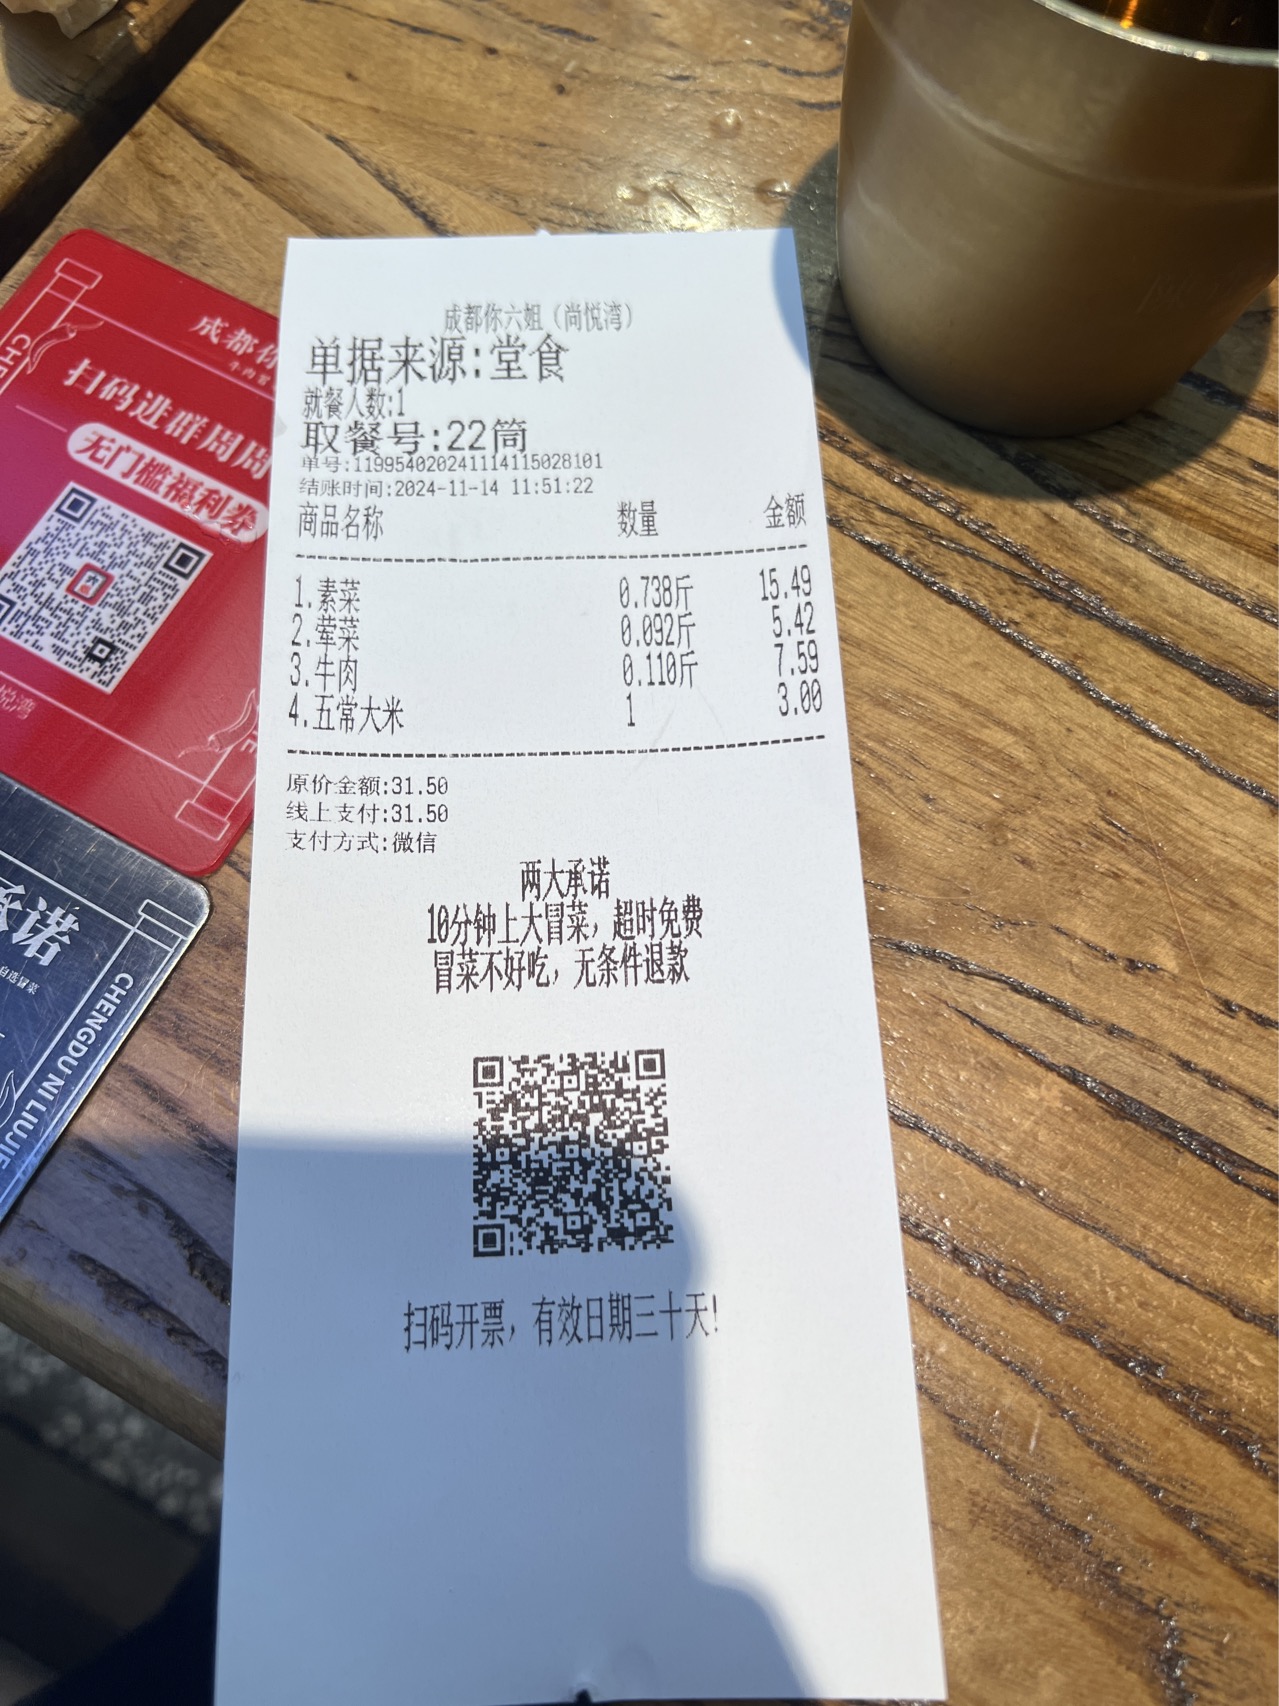 成都你六姐（尚悦湾）
单据来源:堂食
就餐人数:1
取餐号:22筒
单号:119954020241114115028101
结账时间:2024-11-14 11:51:22
商品名称 数量 金额
1.素菜 0.738斤 15.49
2.荤菜 0.092斤 5.42
3.牛肉 0.110斤 7.59
4.五常大米 1 3.00
原价金额:31.50
线上支付:31.50
支付方式:微信
两大承诺
10分钟上大冒菜，超时免费
冒菜不好吃，无条件退款
扫码开票，有效日期三十天!
成都你
扫码进群周周
无门槛福利券
悦湾
CHE
承诺
自选冒菜
CHENGDU NI LIUJIE